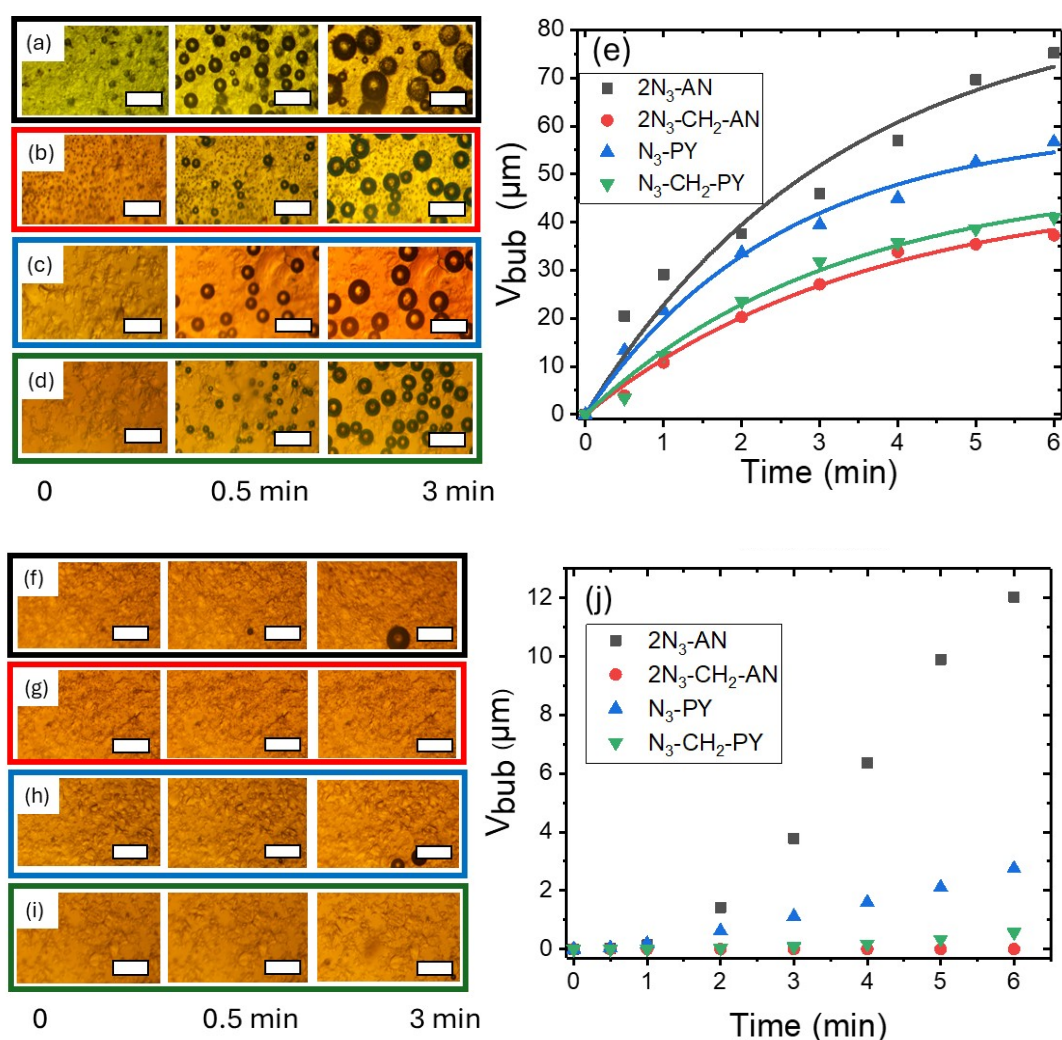 (a)
(b)
(c)
(d)
0 0.5 min 3 min
(e)
2N₃-AN
2N₃-CH₂-AN
N₃-PY
N₃-CH₂-PY
Vbub (μm)
80
70
60
50
40
30
20
10
0
0 1 2 3 4 5 6
Time (min)
(f)
(g)
(h)
(i)
0 0.5 min 3 min
(j)
2N₃-AN
2N₃-CH₂-AN
N₃-PY
N₃-CH₂-PY
Vbub (μm)
12
10
8
6
4
2
0
0 1 2 3 4 5 6
Time (min)